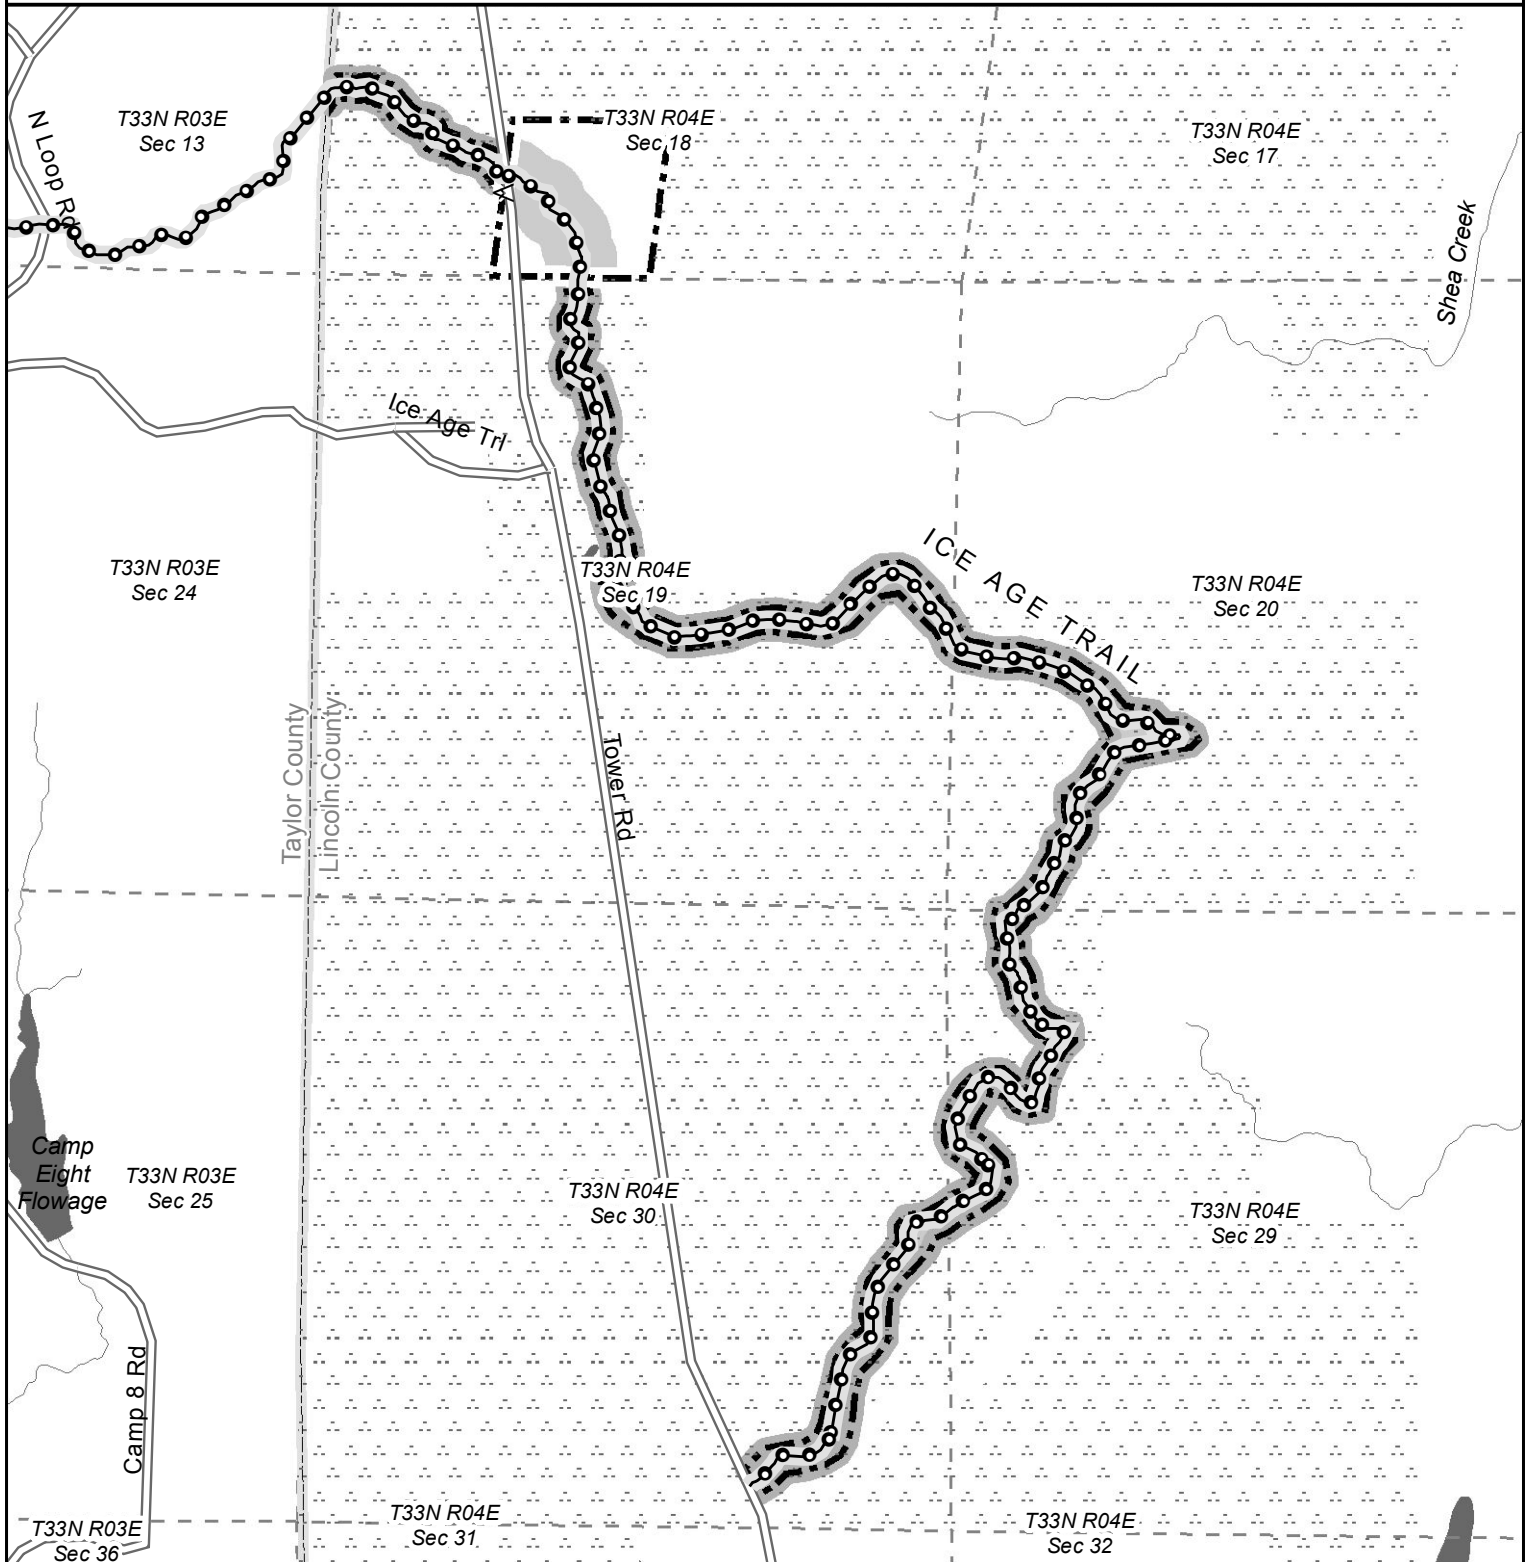 T33N R03E
Sec 13
T33N R04E
Sec 18
T33N R04E
Sec 17
N Loop Rd
Shea Creek
Ice Age Trl
T33N R03E
Sec 24
T33N R04E
Sec 19
ICE AGE TRAIL
T33N R04E
Sec 20
Taylor County
Lincoln County
Tower Rd
Camp
Eight
Flowage
T33N R03E
Sec 25
T33N R04E
Sec 30
T33N R04E
Sec 29
Camp 8 Rd
T33N R03E
Sec 36
T33N R04E
Sec 31
T33N R04E
Sec 32